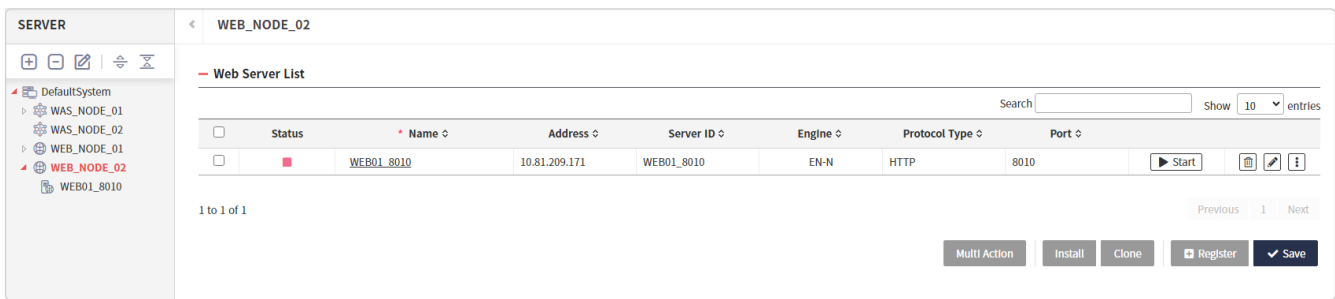 SERVER
WEB_NODE_02
DefaultSystem
WAS_NODE_01
WAS_NODE_02
WEB_NODE_01
WEB_NODE_02
WEB01_8010
Web Server List
Search Show 10 entries
Status * Name Address Server ID Engine Protocol Type Port
WEB01_8010 10.81.209.171 WEB01_8010 EN-N HTTP 8010 Start
1 to 1 of 1
Previous 1 Next
Multi Action Install Clone Register Save